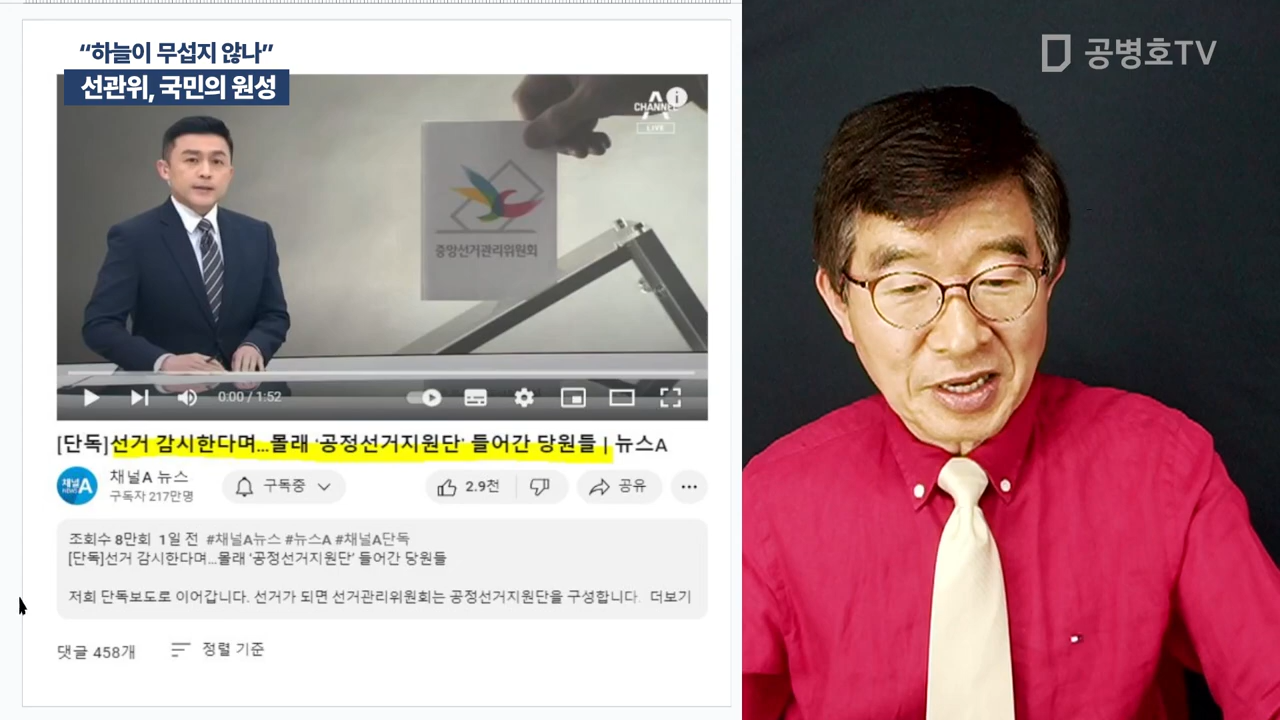 “하늘이 무섭지 않나”
선관위, 국민의 원성
공병호TV
CHANNEL
LIVE
중앙선거관리위원회
0:00 / 1:52
[단독]선거 감시한다며...몰래 '공정선거지원단' 들어간 당원들 | 뉴스A
채널A 뉴스
구독자 217만명
구독중
2.9천
공유
조회수 8만회 1일 전 #채널A뉴스 #뉴스A #채널A단독
[단독]선거 감시한다며...몰래 '공정선거지원단' 들어간 당원들
저희 단독보도로 이어갑니다. 선거가 되면 선거관리위원회는 공정선거지원단을 구성합니다. 더보기
댓글 458개
정렬 기준